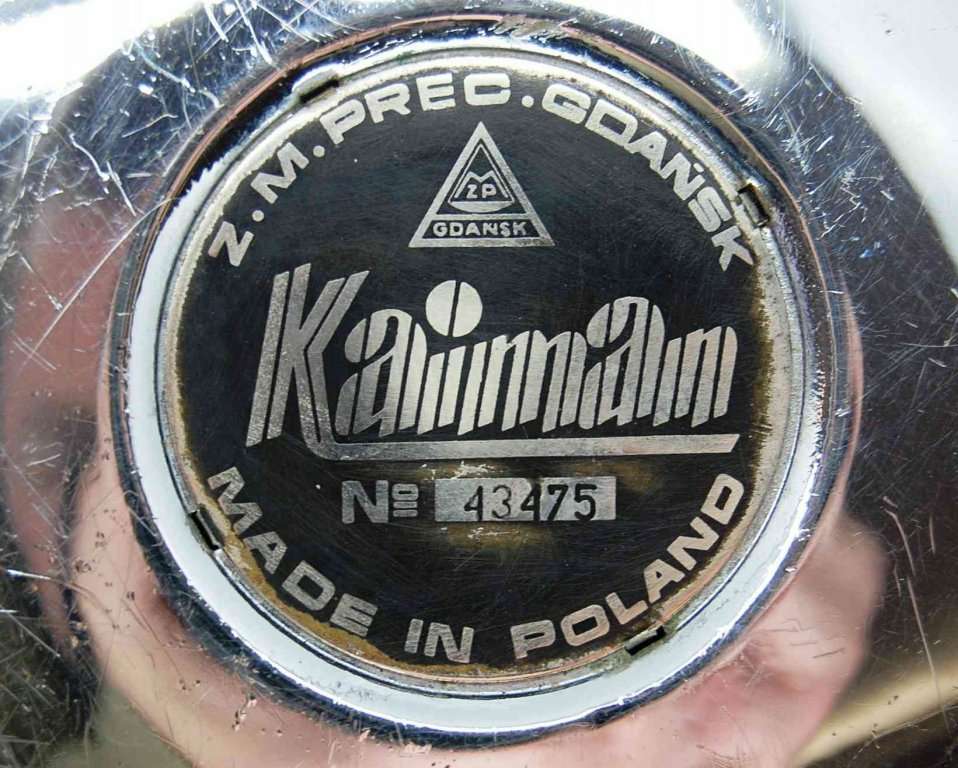 Z.M.PREC.GDAŃSK
M
ZP
GDAŃSK
Kaiman
No 43475
MADE IN POLAND